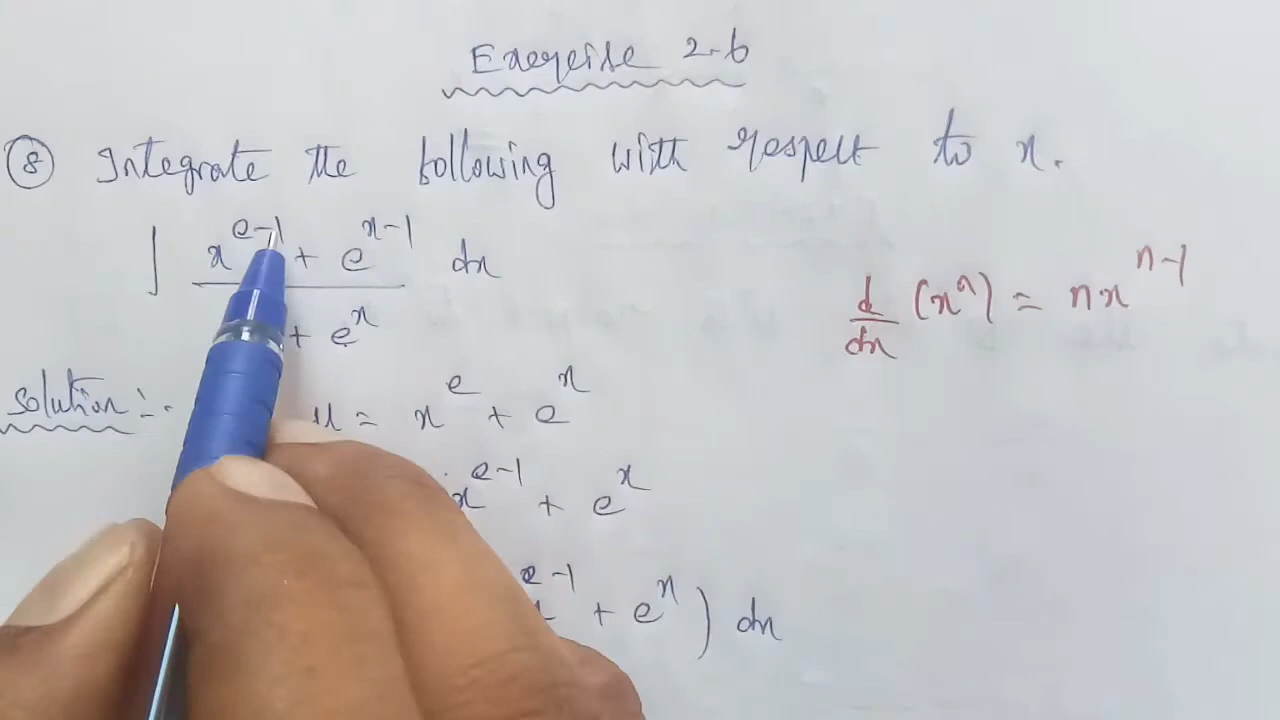 Exercise 2.6
⑧ Integrate the following with respect to x.
∫ x^(e-1) + e^(x-1) dx
+ e^x
d/dx (x^n) = nx^(n-1)
Solution:- u = x^e + e^x
x^(e-1) + e^x
e-1 + e^x ) dx